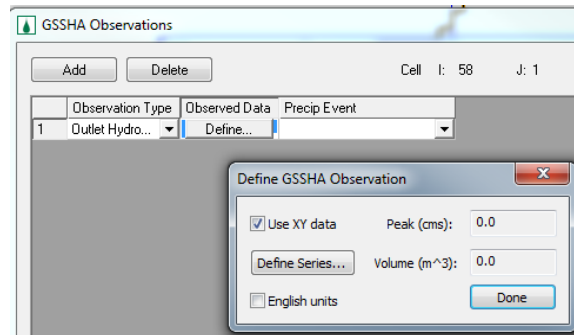 GSSHA Observations
Add Delete Cell I: 58 J: 1
Observation Type Observed Data Precip Event
1 Outlet Hydro... Define...
Define GSSHA Observation
Use XY data Peak (cms): 0.0
Define Series... Volume (m^3): 0.0
English units Done